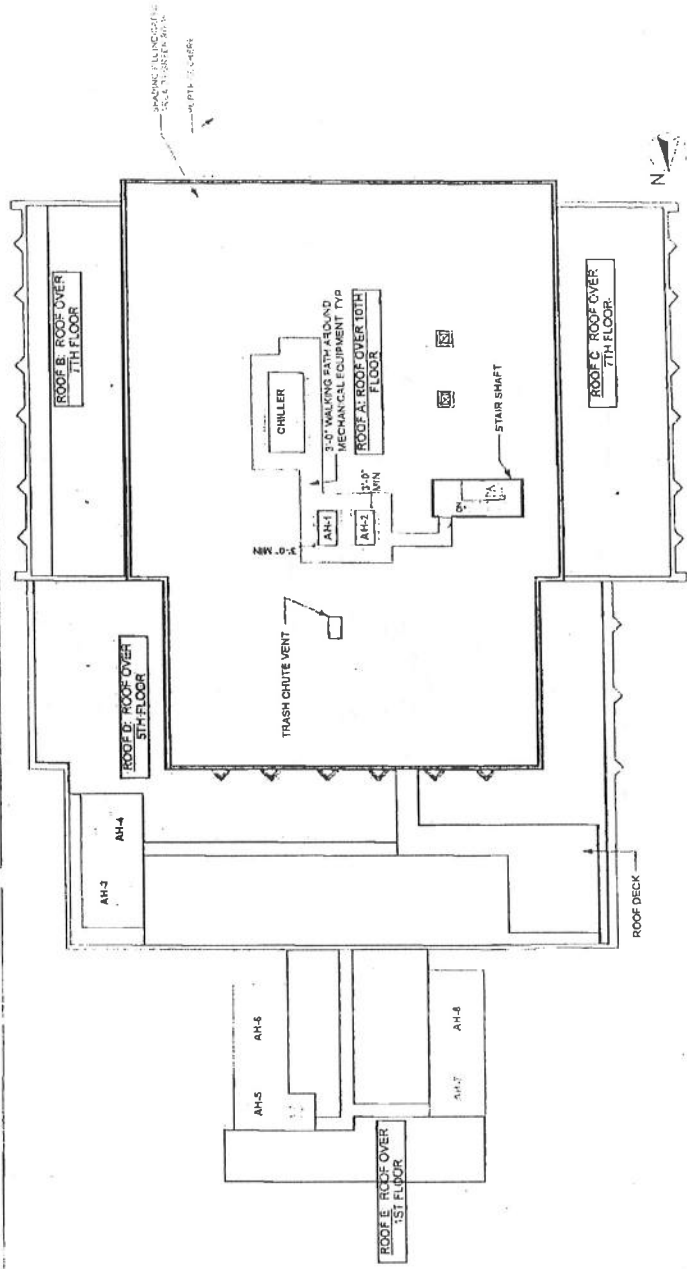 ROOF B: ROOF OVER
7TH FLOOR
ROOF D: ROOF OVER
5TH FLOOR
CHILLER
3'-0" WALKING PATH AROUND
MECHANICAL EQUIPMENT TYP
ROOF A: ROOF OVER 10TH
FLOOR
AH-1
AH-2
3'-0"
MIN
3'-0" MIN
STAIR SHAFT
TRASH CHUTE VENT
ROOF C: ROOF OVER
7TH FLOOR
AH-3
AH-4
ROOF DECK
AH-5
AH-6
AH-7
AH-8
ROOF E: ROOF OVER
1ST FLOOR
N